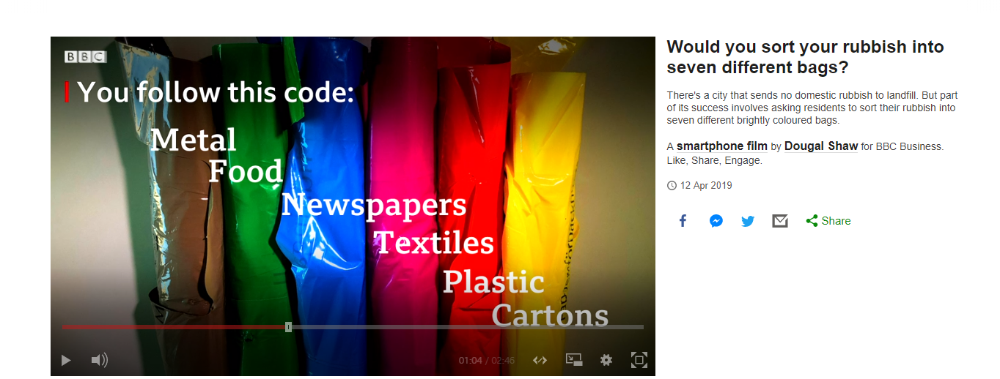 BBC
You follow this code:
Metal
Food
Newspapers
Textiles
Plastic
Cartons
01:04 / 02:46
Would you sort your rubbish into
seven different bags?
There's a city that sends no domestic rubbish to landfill. But part
of its success involves asking residents to sort their rubbish into
seven different brightly coloured bags.
A smartphone film by Dougal Shaw for BBC Business.
Like, Share, Engage.
12 Apr 2019
Share